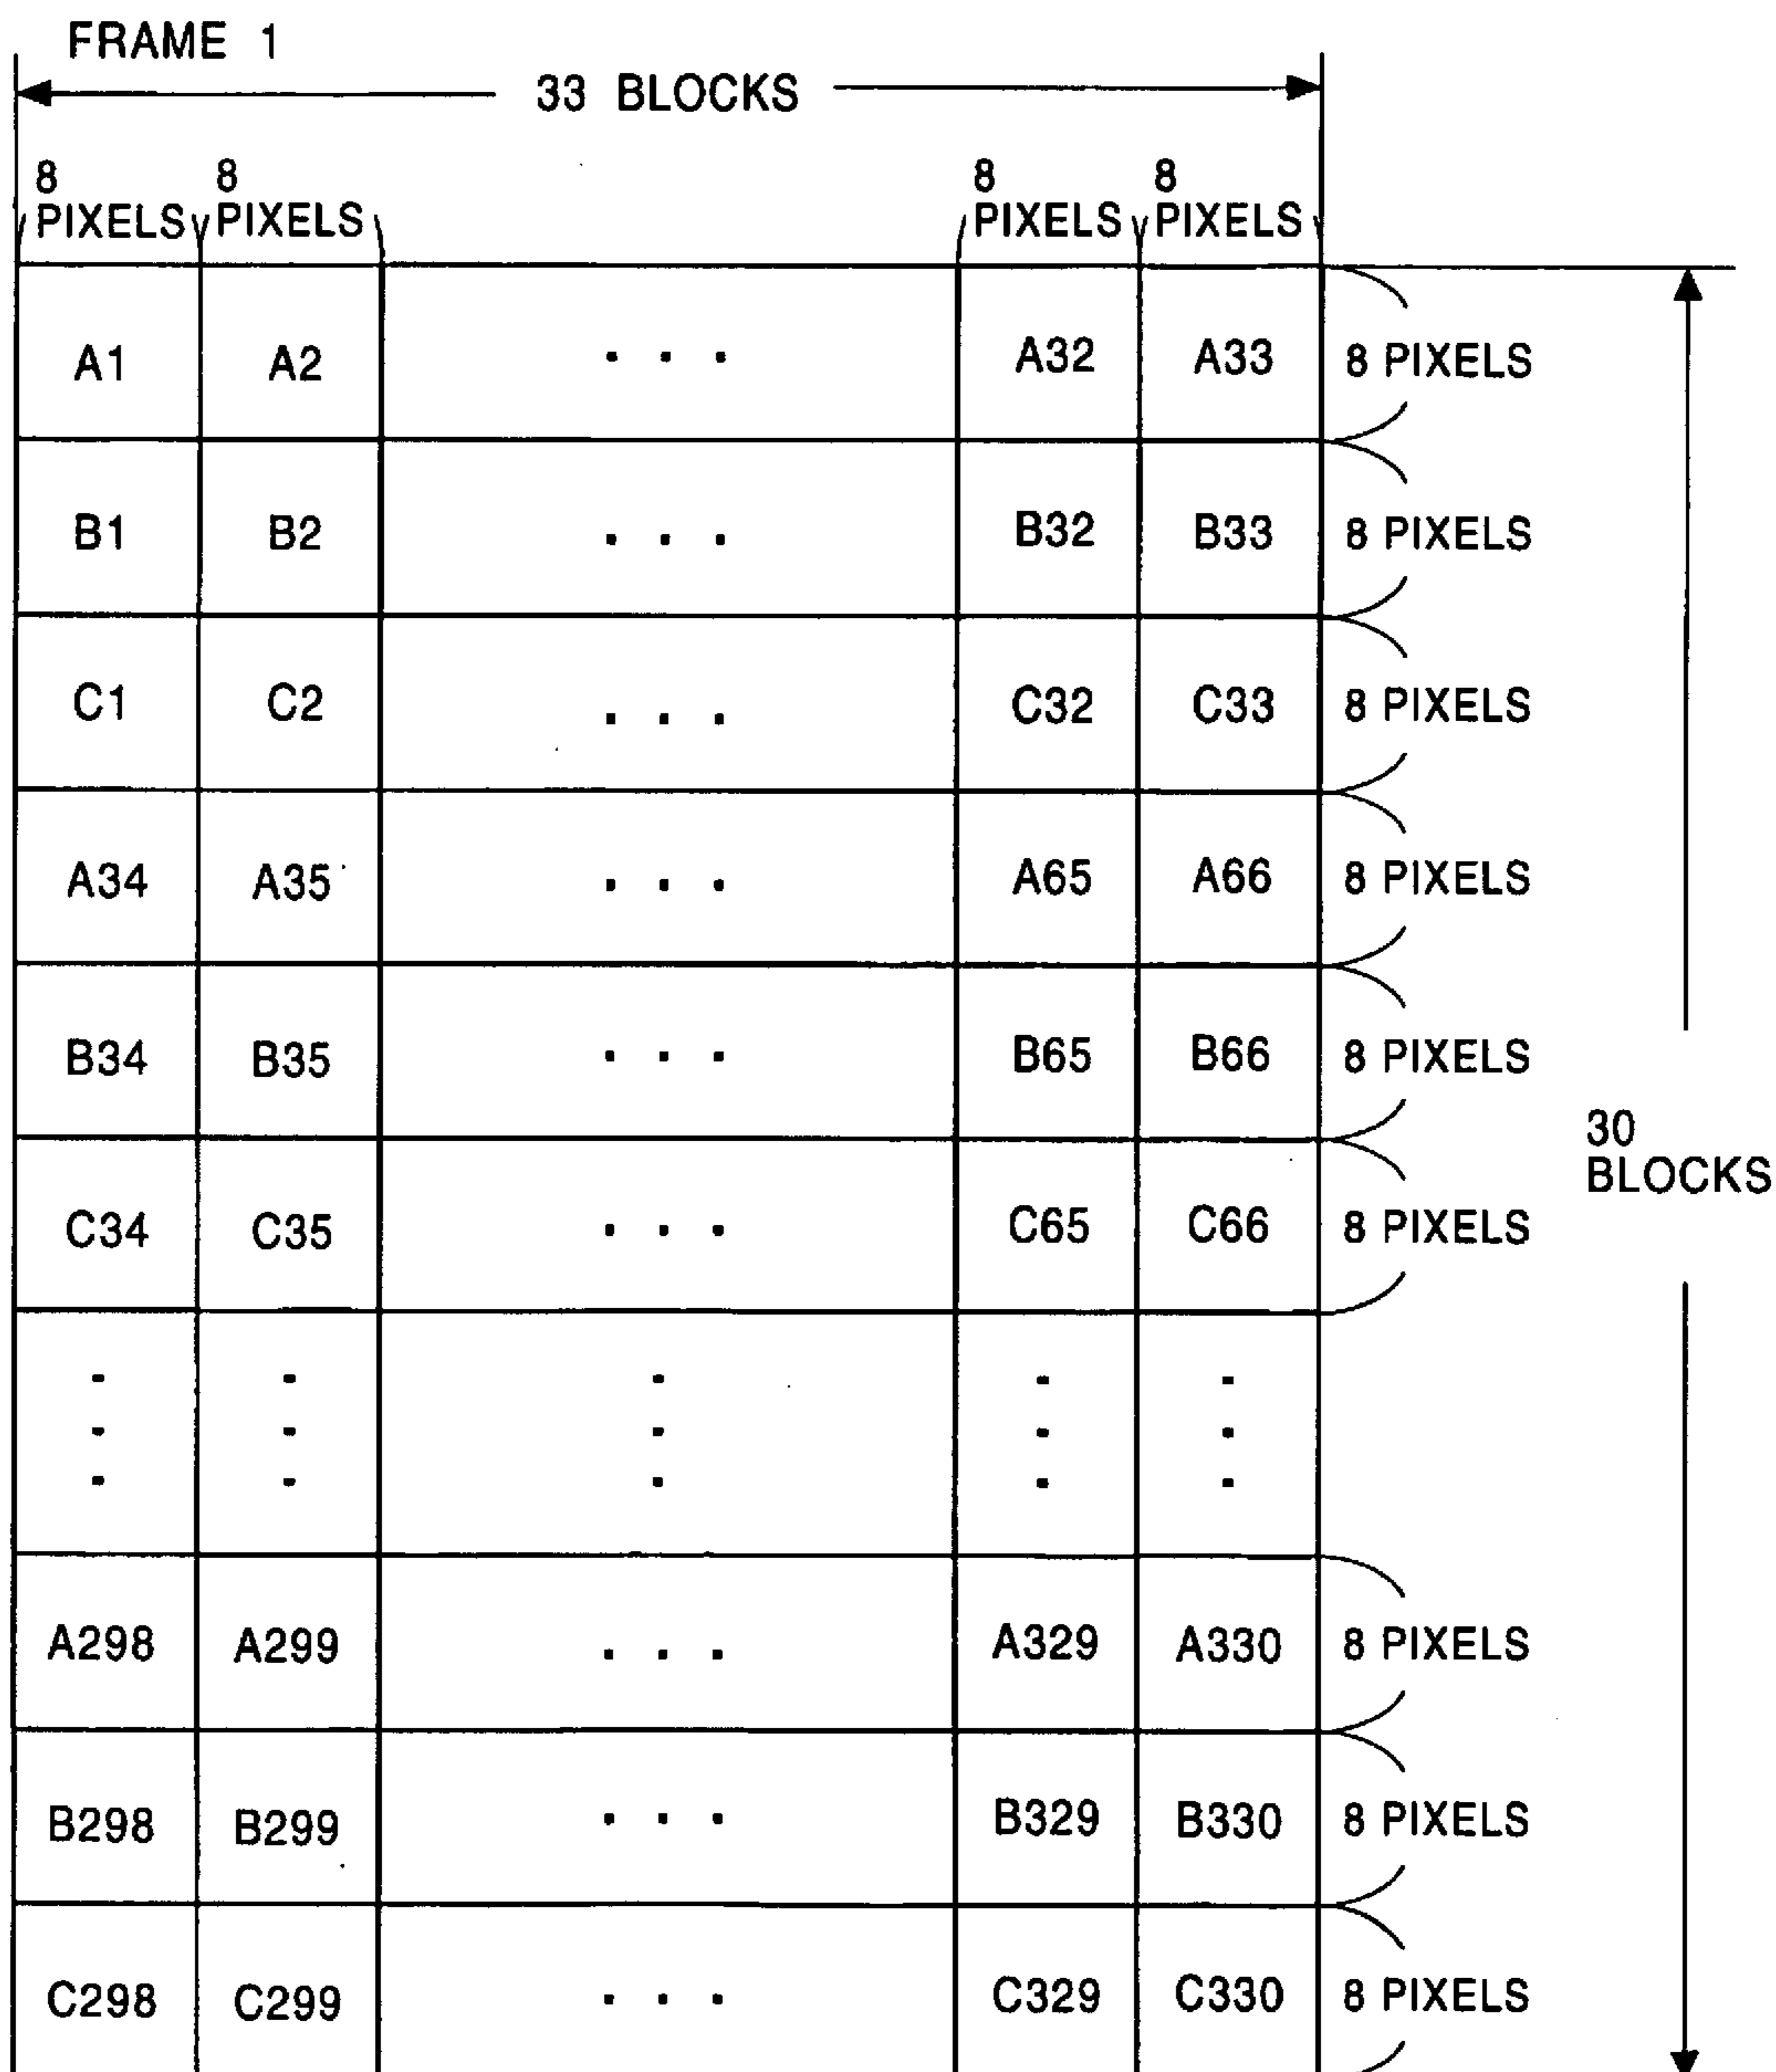 FRAME 1
33 BLOCKS
8 8 8 8
PIXELS PIXELS PIXELS PIXELS
A1 A2 . . . A32 A33 8 PIXELS
B1 B2 . . . B32 B33 8 PIXELS
C1 C2 . . . C32 C33 8 PIXELS
A34 A35 . . . A65 A66 8 PIXELS
B34 B35 . . . B65 B66 8 PIXELS
30
BLOCKS
C34 C35 . . . C65 C66 8 PIXELS
A298 A299 . . . A329 A330 8 PIXELS
B298 B299 . . . B329 B330 8 PIXELS
C298 C299 . . . C329 C330 8 PIXELS